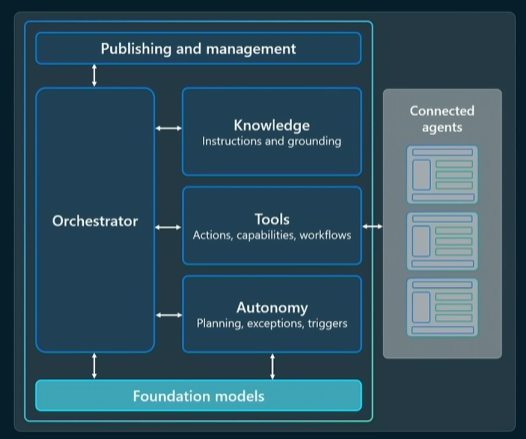 Publishing and management
Orchestrator
Knowledge
Instructions and grounding
Tools
Actions, capabilities, workflows
Autonomy
Planning, exceptions, triggers
Foundation models
Connected
agents